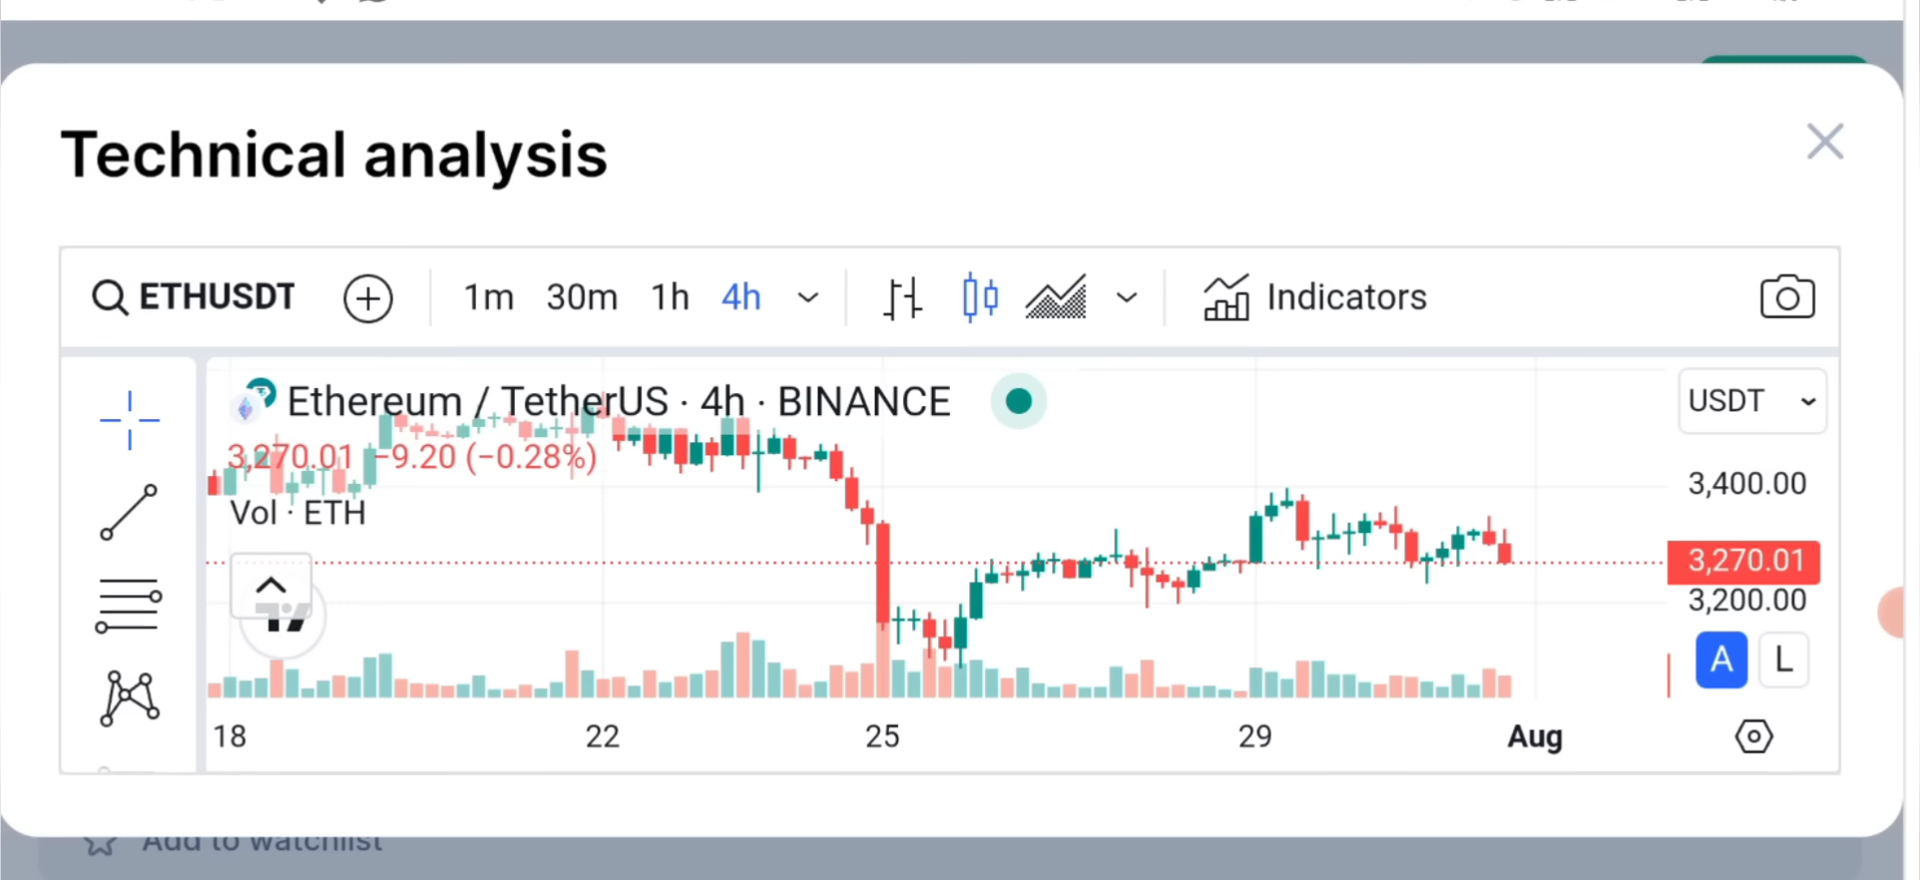 Technical analysis
ETHUSDT 1m 30m 1h 4h Indicators
Ethereum / TetherUS · 4h · BINANCE
USDT
3,270.01 −9.20 (−0.28%)
3,400.00
Vol · ETH
3,270.01
3,200.00
A L
18 22 25 29 Aug
Add to watchlist